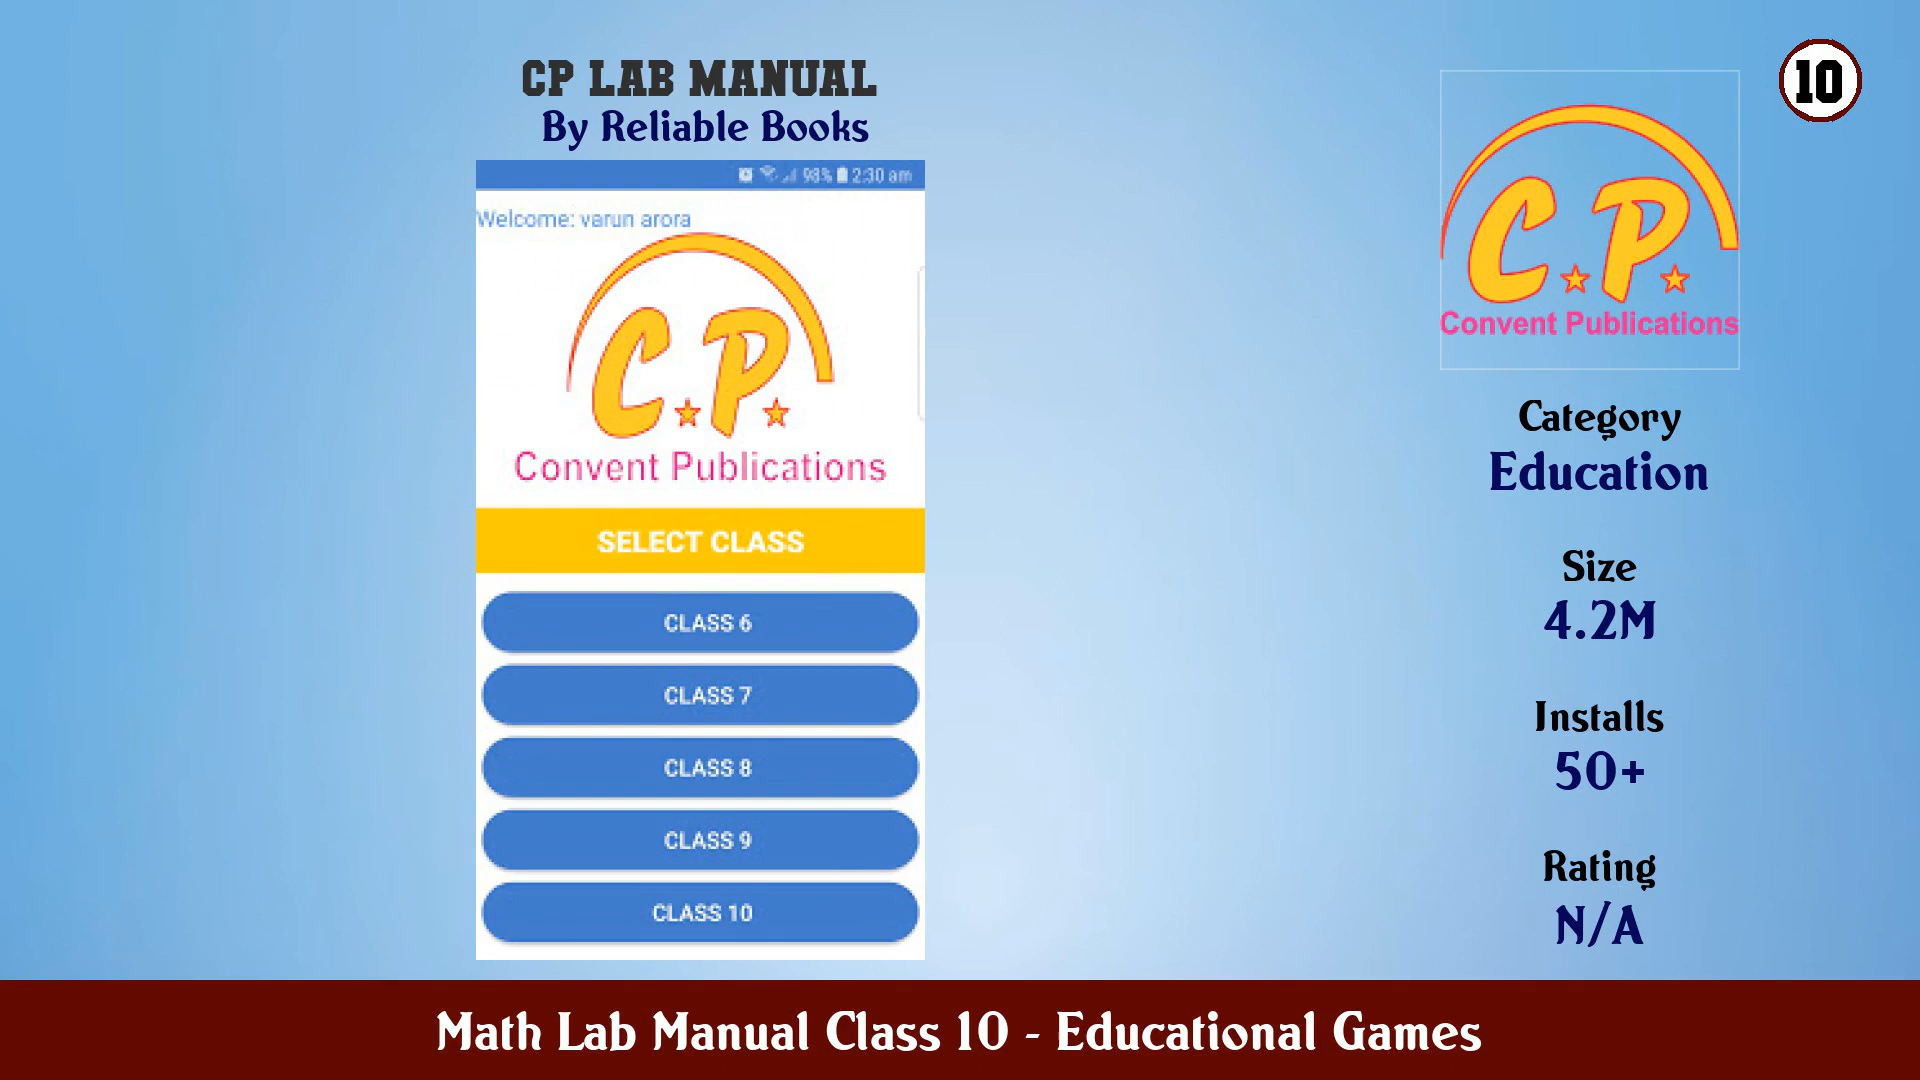 CP LAB MANUAL
By Reliable Books
98% 2:30 am
Welcome: varun arora
C.P.
Convent Publications
SELECT CLASS
CLASS 6
CLASS 7
CLASS 8
CLASS 9
CLASS 10
10
C.P.
Convent Publications
Category
Education
Size
4.2M
Installs
50+
Rating
N/A
Math Lab Manual Class 10 - Educational Games